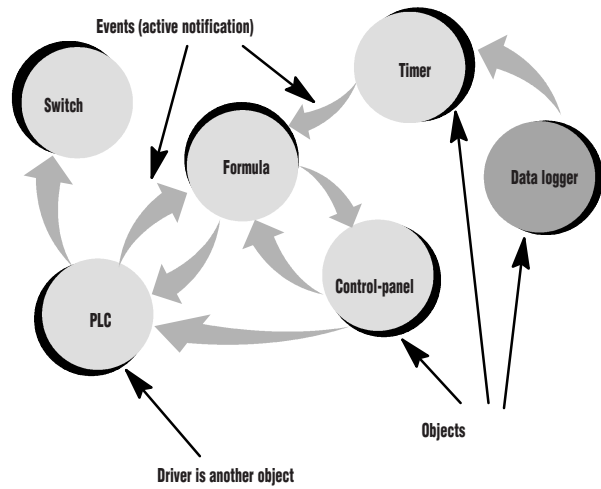 Events (active notification)
Timer
Switch
Formula
Data logger
Control-panel
PLC
Objects
Driver is another object